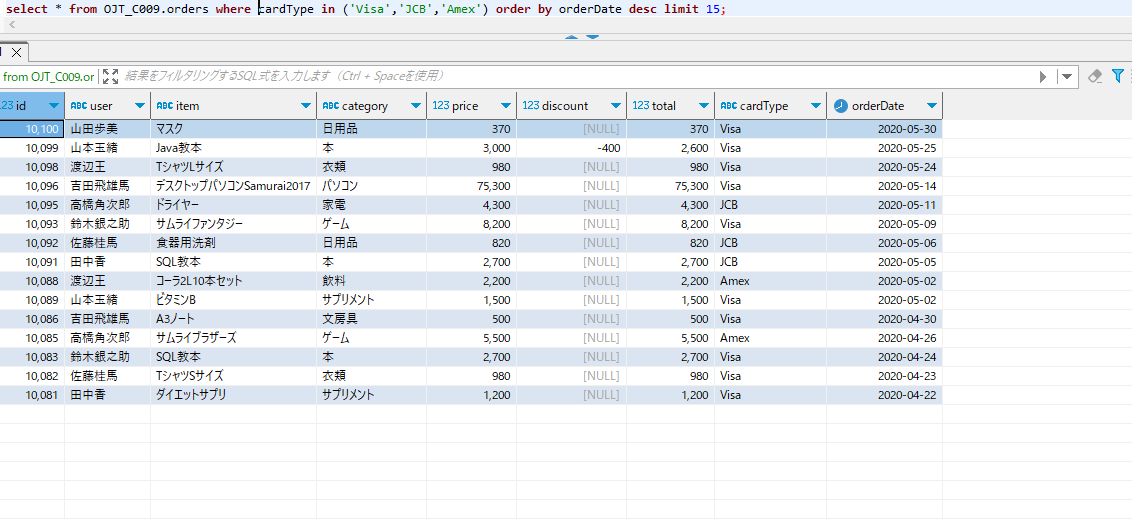 select * from OJT_C009.orders where cardType in ('Visa','JCB','Amex') order by orderDate desc limit 15;
from OJT_C009.or 結果をフィルタリングするSQL式を入力します (Ctrl + Spaceを使用)
123 id ABC user ABC item ABC category 123 price 123 discount 123 total ABC cardType orderDate
10,100 山田歩美 マスク 日用品 370 [NULL] 370 Visa 2020-05-30
10,099 山本玉緒 Java教本 本 3,000 -400 2,600 Visa 2020-05-25
10,098 渡辺王 TシャツLサイズ 衣類 980 [NULL] 980 Visa 2020-05-24
10,096 吉田飛雄馬 デスクトップパソコンSamurai2017 パソコン 75,300 [NULL] 75,300 Visa 2020-05-14
10,095 高橋角次郎 ドライヤー 家電 4,300 [NULL] 4,300 JCB 2020-05-11
10,093 鈴木銀之助 サムライファンタジー ゲーム 8,200 [NULL] 8,200 Visa 2020-05-09
10,092 佐藤桂馬 食器用洗剤 日用品 820 [NULL] 820 JCB 2020-05-06
10,091 田中香 SQL教本 本 2,700 [NULL] 2,700 JCB 2020-05-05
10,088 渡辺王 コーラ2L10本セット 飲料 2,200 [NULL] 2,200 Amex 2020-05-02
10,089 山本玉緒 ビタミンB サプリメント 1,500 [NULL] 1,500 Visa 2020-05-02
10,086 吉田飛雄馬 A3ノート 文房具 500 [NULL] 500 Visa 2020-04-30
10,085 高橋角次郎 サムライブラザーズ ゲーム 5,500 [NULL] 5,500 Amex 2020-04-26
10,083 鈴木銀之助 SQL教本 本 2,700 [NULL] 2,700 Visa 2020-04-24
10,082 佐藤桂馬 TシャツSサイズ 衣類 980 [NULL] 980 Visa 2020-04-23
10,081 田中香 ダイエットサプリ サプリメント 1,200 [NULL] 1,200 Visa 2020-04-22